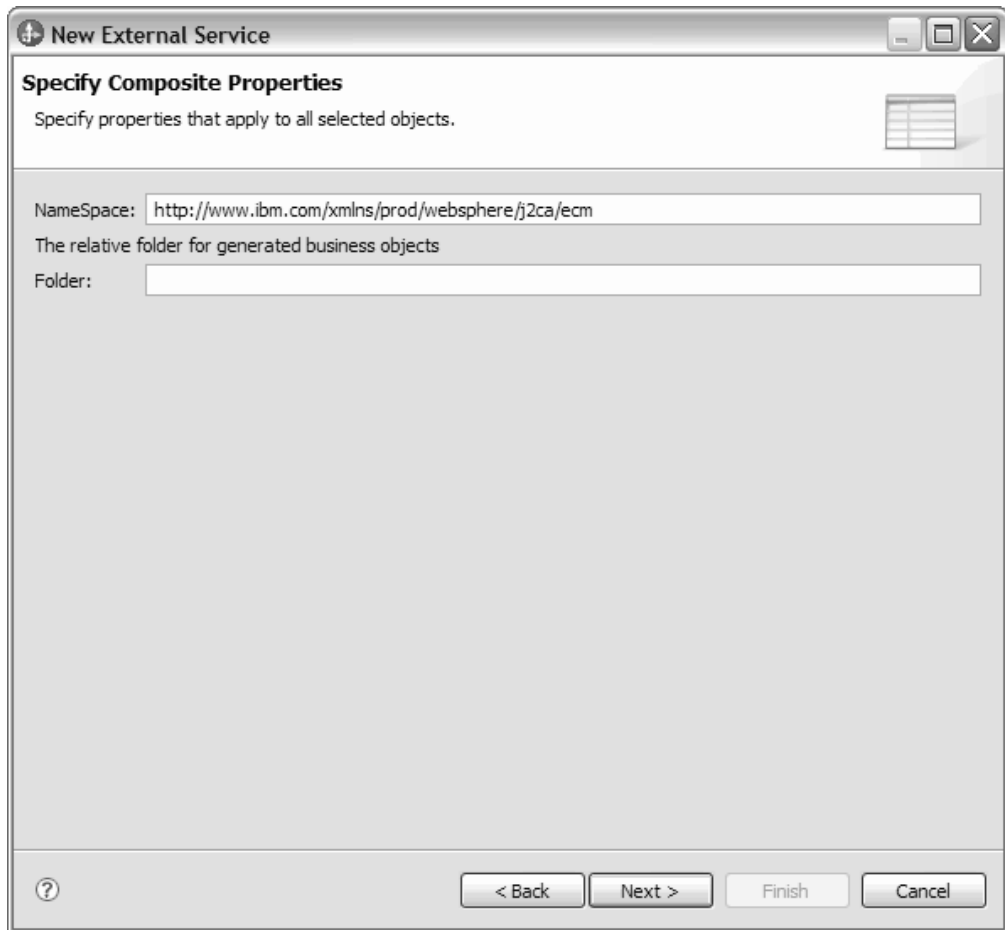 New External Service
Specify Composite Properties
Specify properties that apply to all selected objects.
NameSpace: http://www.ibm.com/xmlns/prod/websphere/j2ca/ecm
The relative folder for generated business objects
Folder:
? < Back Next > Finish Cancel